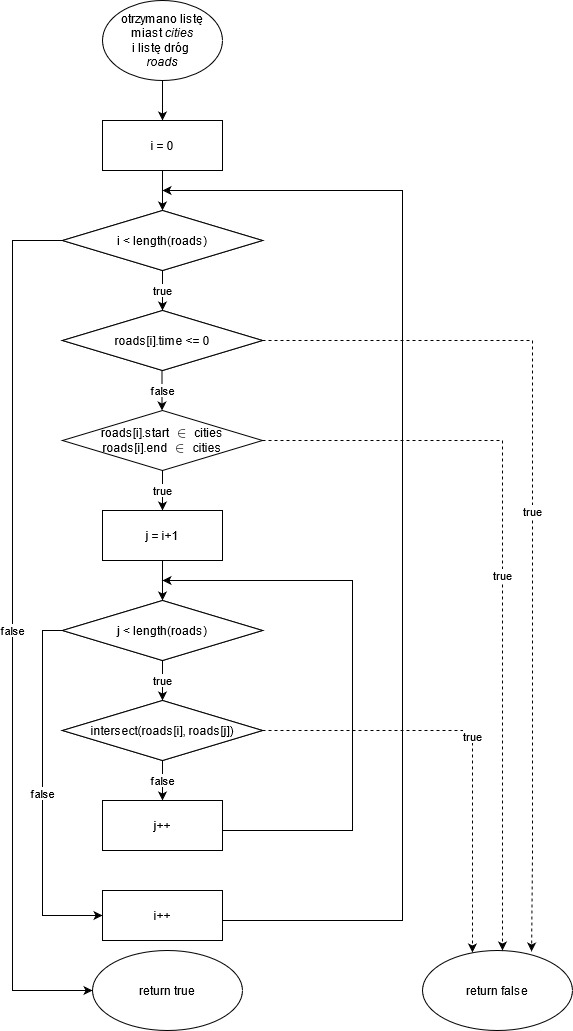 otrzymano listę
miast cities
i listę dróg
roads
i = 0
i < length(roads)
true
roads[i].time <= 0
false
roads[i].start ∈ cities
roads[i].end ∈ cities
true
j = i+1
true
true
j < length(roads)
false
true
intersect(roads[i], roads[j])
true
false
false
j++
i++
return true
return false